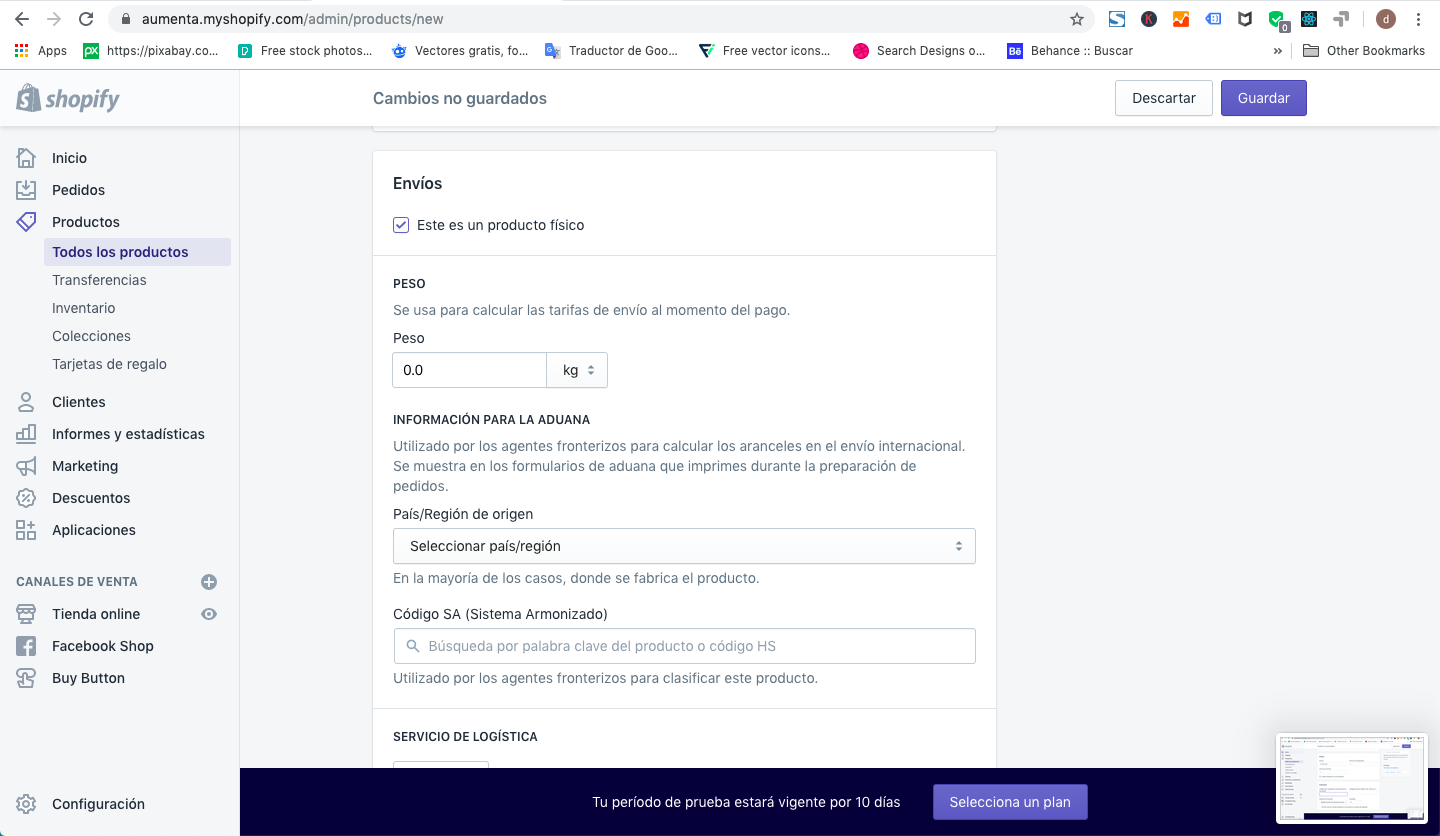 aumenta.myshopify.com/admin/products/new
0
d
Apps
https://pixabay.co...
Free stock photos...
Vectores gratis, fo...
Traductor de Goo...
Free vector icons...
Search Designs o...
Behance :: Buscar
»
Other Bookmarks
shopify
Cambios no guardados
Descartar
Guardar
Inicio
Pedidos
Productos
Todos los productos
Transferencias
Inventario
Colecciones
Tarjetas de regalo
Clientes
Informes y estadísticas
Marketing
Descuentos
Aplicaciones
CANALES DE VENTA
Tienda online
Facebook Shop
Buy Button
Configuración
Envíos
Este es un producto físico
PESO
Se usa para calcular las tarifas de envío al momento del pago.
Peso
0.0
kg
INFORMACIÓN PARA LA ADUANA
Utilizado por los agentes fronterizos para calcular los aranceles en el envío internacional.
Se muestra en los formularios de aduana que imprimes durante la preparación de
pedidos.
País/Región de origen
Seleccionar país/región
En la mayoría de los casos, donde se fabrica el producto.
Código SA (Sistema Armonizado)
Búsqueda por palabra clave del producto o código HS
Utilizado por los agentes fronterizos para clasificar este producto.
SERVICIO DE LOGÍSTICA
Tu período de prueba estará vigente por 10 días
Selecciona un plan